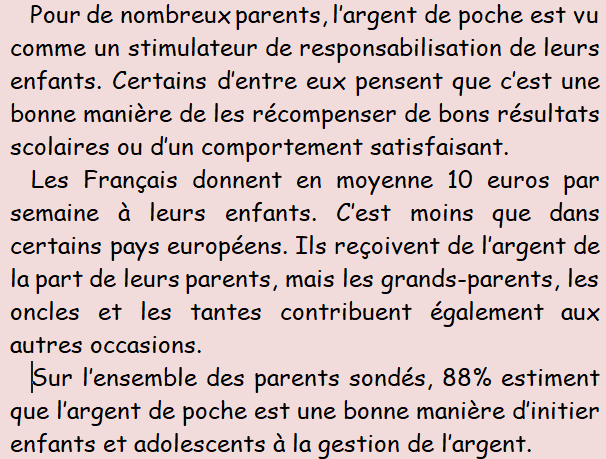 Pour de nombreux parents, l'argent de poche est vu
comme un stimulateur de responsabilisation de leurs
enfants. Certains d'entre eux pensent que c'est une
bonne manière de les récompenser de bons résultats
scolaires ou d'un comportement satisfaisant.
Les Français donnent en moyenne 10 euros par
semaine à leurs enfants. C'est moins que dans
certains pays européens. Ils reçoivent de l'argent de
la part de leurs parents, mais les grands-parents, les
oncles et les tantes contribuent également aux
autres occasions.
Sur l'ensemble des parents sondés, 88% estiment
que l'argent de poche est une bonne manière d'initier
enfants et adolescents à la gestion de l'argent.